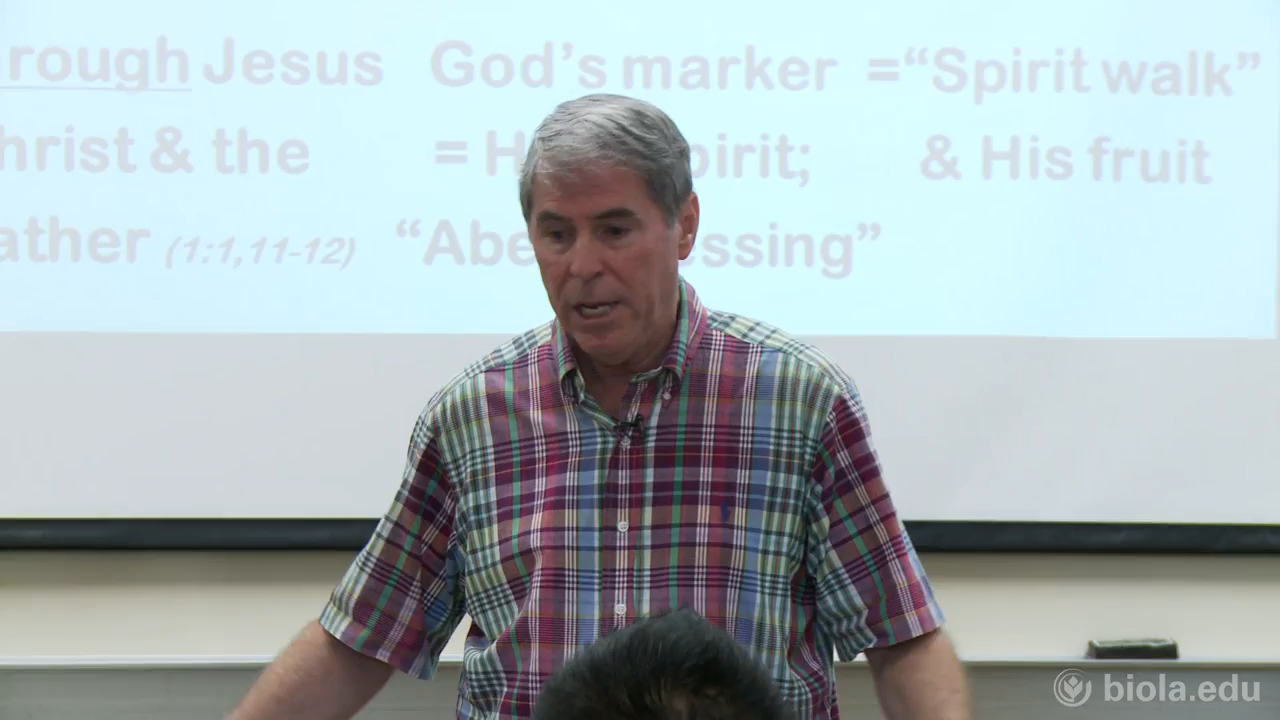 rough Jesus God's marker ="Spirit walk"
hrist & the = H pirit; & His fruit
ather (1:1,11-12) "Abe ssing"
biola.edu